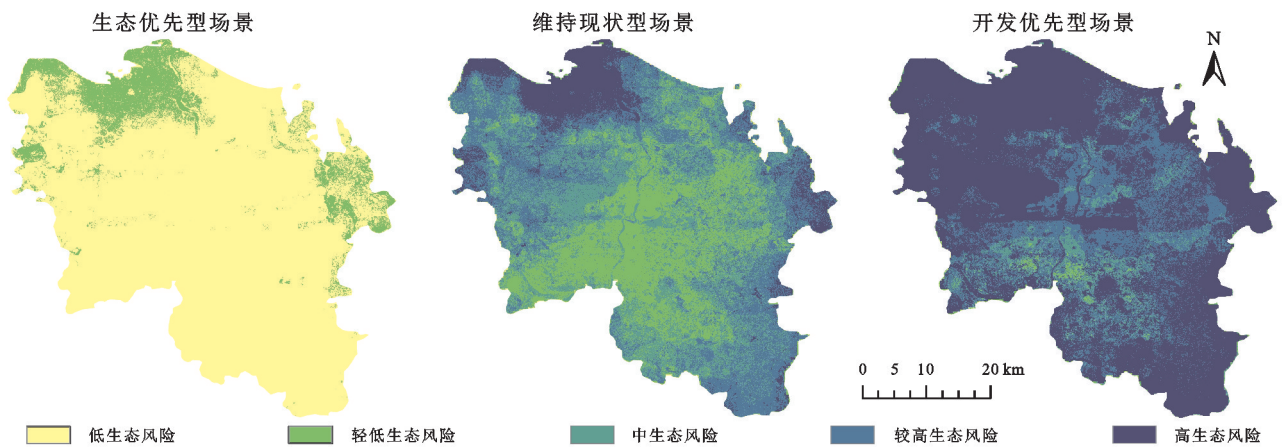 生态优先型场景
维持现状型场景
开发优先型场景
N
0 5 10 20 km
低生态风险
轻低生态风险
中生态风险
较高生态风险
高生态风险